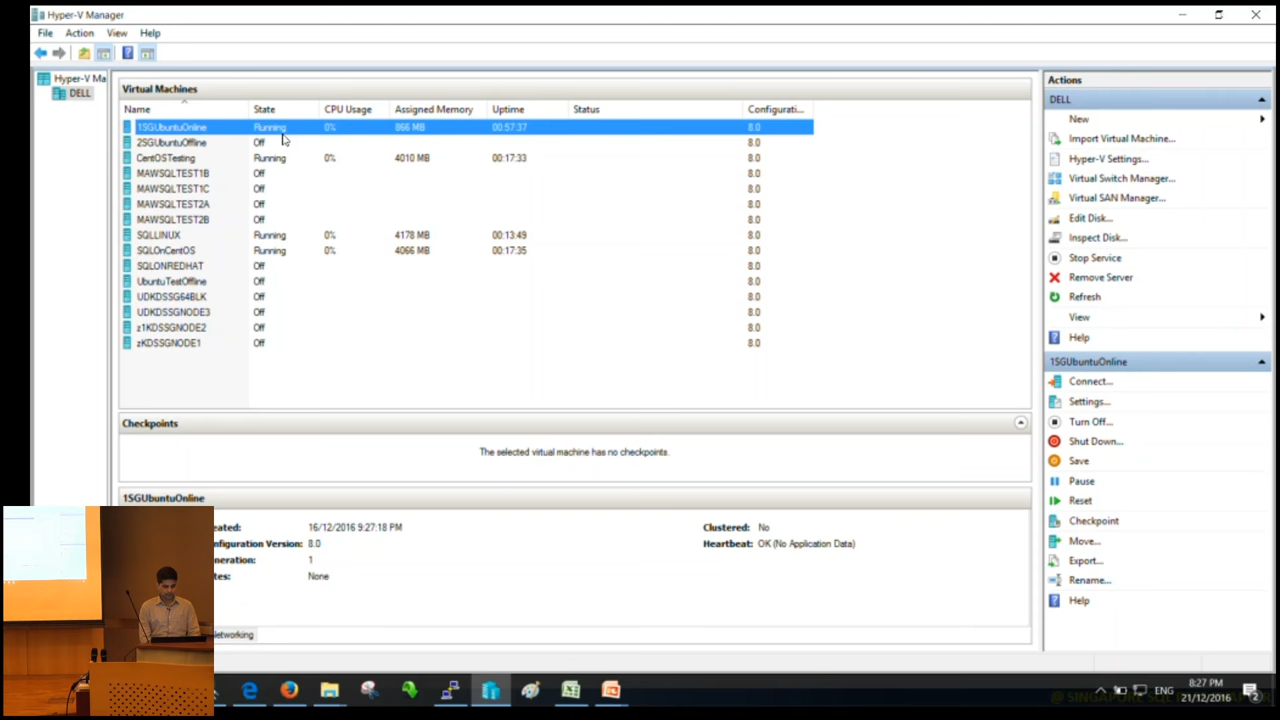 Hyper-V Manager
File Action View Help
Hyper-V Ma
DELL
Virtual Machines
Name State CPU Usage Assigned Memory Uptime Status Configurati...
1SGUbuntuOnline Running 0% 866 MB 00:57:37 8.0
2SGUbuntuOffline Off 8.0
CentOSTesting Running 0% 4010 MB 00:17:33 8.0
MAWSQLTEST1B Off 8.0
MAWSQLTEST1C Off 8.0
MAWSQLTEST2A Off 8.0
MAWSQLTEST2B Off 8.0
SQLLINUX Running 0% 4178 MB 00:13:49 8.0
SQLOnCentOS Running 0% 4066 MB 00:17:35 8.0
SQLONREDHAT Off 8.0
UbuntuTestOffline Off 8.0
UDKDSSG64BLK Off 8.0
UDKDSSGNODE3 Off 8.0
z1KDSSGNODE2 Off 8.0
zKDSSGNODE1 Off 8.0
Checkpoints
The selected virtual machine has no checkpoints.
1SGUbuntuOnline
eated: 16/12/2016 9:27:18 PM Clustered: No
nfiguration Version: 8.0 Heartbeat: OK (No Application Data)
neration: 1
tes: None
etworking
Actions
DELL
New
Import Virtual Machine...
Hyper-V Settings...
Virtual Switch Manager...
Virtual SAN Manager...
Edit Disk...
Inspect Disk...
Stop Service
Remove Server
Refresh
View
Help
1SGUbuntuOnline
Connect...
Settings...
Turn Off...
Shut Down...
Save
Pause
Reset
Checkpoint
Move...
Export...
Rename...
Help
ENG 8:27 PM
21/12/2016
@ SINGAPORE SQL